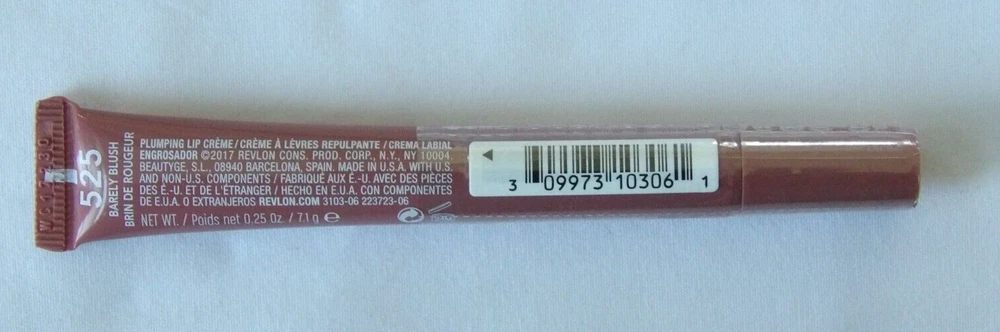 525
BARELY BLUSH
BRIN DE ROUGEUR
PLUMPING LIP CRÈME / CRÈME À LÈVRES REPULPANTE / CREMA LABIAL
ENGROSADOR ©2017 REVLON CONS. PROD. CORP., N.Y., NY 10004.
BEAUTYGE, S.L., 08940 BARCELONA, SPAIN. MADE IN U.S.A. WITH U.S.
AND NON-U.S. COMPONENTS / FABRIQUÉ AUX É.-U. AVEC DES PIÈCES
DES É.-U. ET DE L'ÉTRANGER / HECHO EN E.U.A. CON COMPONENTES
DE E.U.A. O EXTRANJEROS REVLON.COM 3103-06 223723-06
NET WT. / Poids net 0.25 Oz. / 7.1 g e
3 09973 10306 1